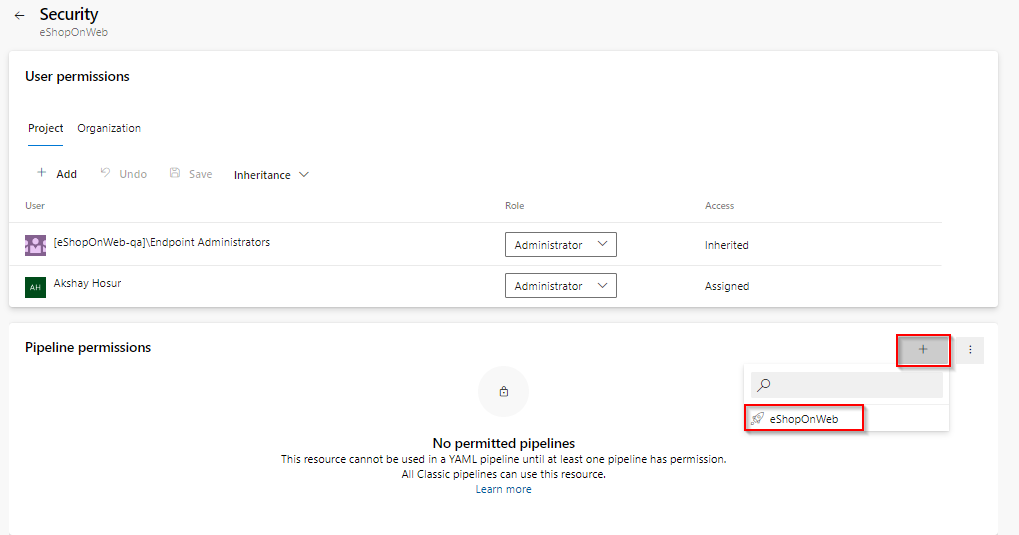 Security
eShopOnWeb
User permissions
Project Organization
Add Undo Save Inheritance
User Role Access
[eShopOnWeb-qa]\Endpoint Administrators Administrator Inherited
AH Akshay Hosur Administrator Assigned
Pipeline permissions
eShopOnWeb
No permitted pipelines
This resource cannot be used in a YAML pipeline until at least one pipeline has permission.
All Classic pipelines can use this resource.
Learn more